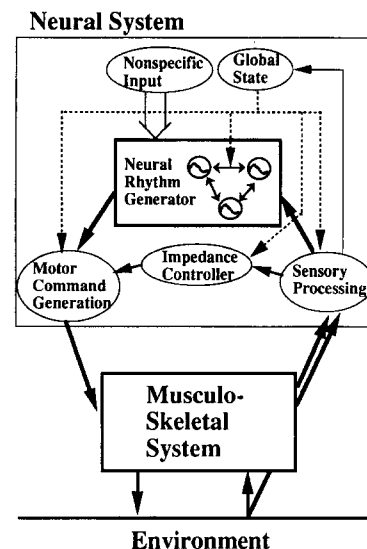 Neural System
Nonspecific
Input
Global
State
Neural
Rhythm
Generator
Motor
Command
Generation
Impedance
Controller
Sensory
Processing
Musculo-
Skeletal
System
Environment